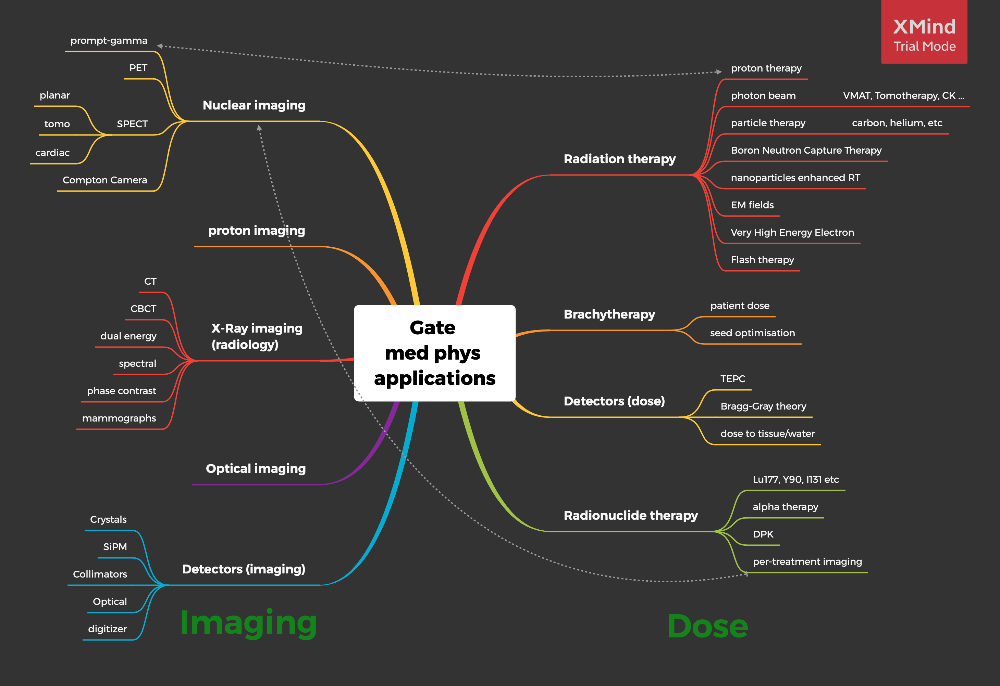 XMind
Trial Mode
prompt-gamma
PET
planar
tomo
SPECT
cardiac
Compton Camera
Nuclear imaging
proton imaging
CT
CBCT
dual energy
spectral
phase contrast
mammographs
X-Ray imaging
(radiology)
Optical imaging
Crystals
SiPM
Collimators
Optical
digitizer
Detectors (imaging)
Imaging
Gate
med phys
applications
Radiation therapy
proton therapy
photon beam
VMAT, Tomotherapy, CK ...
particle therapy
carbon, helium, etc
Boron Neutron Capture Therapy
nanoparticles enhanced RT
EM fields
Very High Energy Electron
Flash therapy
Brachytherapy
patient dose
seed optimisation
Detectors (dose)
TEPC
Bragg-Gray theory
dose to tissue/water
Radionuclide therapy
Lu177, Y90, I131 etc
alpha therapy
DPK
per-treatment imaging
Dose